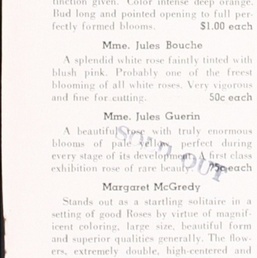 tinction given. Color intense deep orange.
Bud long and pointed opening to full per-
fectly formed blooms. $1.00 each
Mme. Jules Bouche
A splendid white rose faintly tinted with
blush pink. Probably one of the freest
blooming of all white roses. Very vigorous
and fine for cutting. 50c each
Mme. Jules Guerin
A beautiful rose with truly enormous
blooms of pale yellow, perfect during
every stage of its development. A first class
exhibition rose of rare beauty. 75c each
SOLD OUT
Margaret McGredy
Stands out as a startling solitaire in a
setting of good Roses by virtue of magnif-
icent coloring, large size, beautiful form
and superior qualities generally. The flow-
ers, extremely double, high-centered and